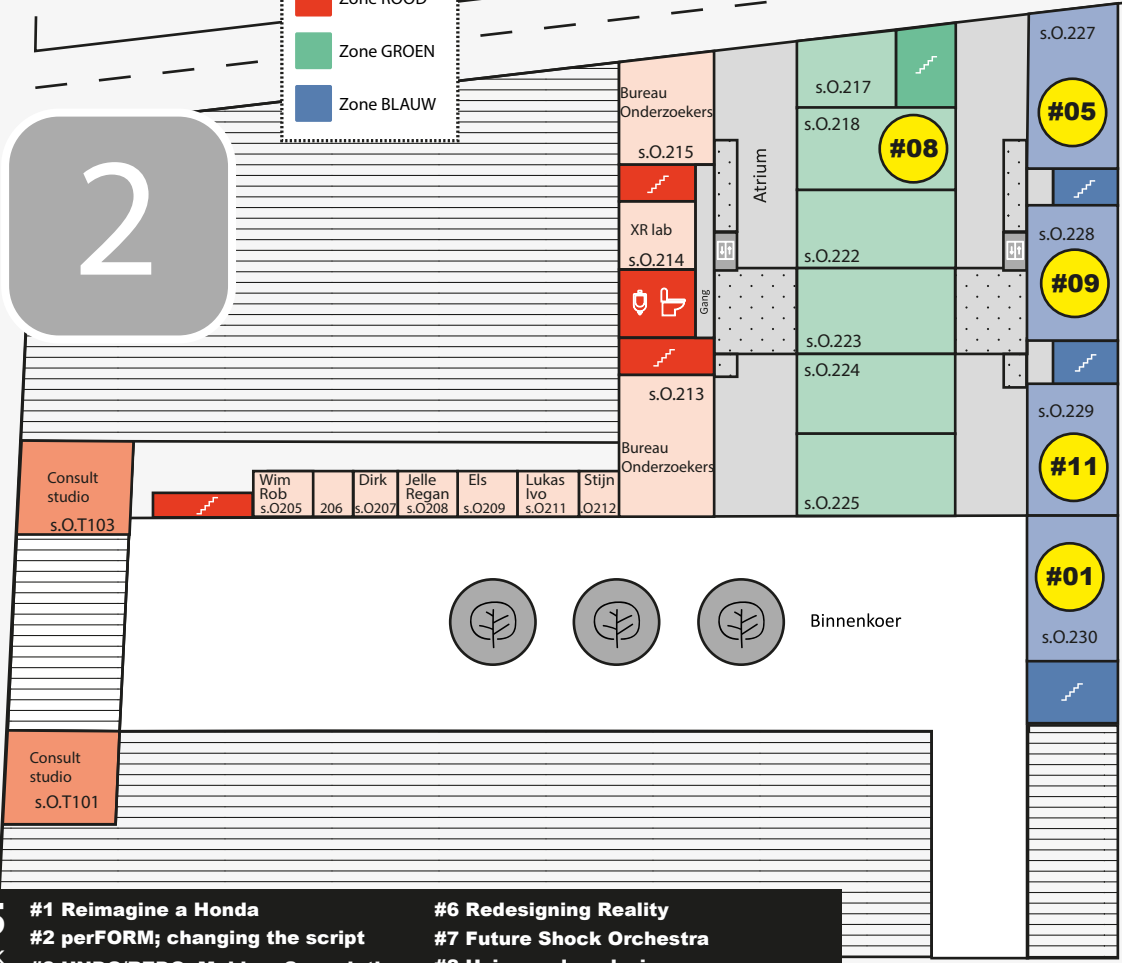 Zone ROOD
Zone GROEN
Zone BLAUW
2
Bureau
Onderzoekers
s.O.215
XR lab
s.O.214
Gang
s.O.213
Bureau
Onderzoekers
Atrium
s.O.217
s.O.218
#08
s.O.222
s.O.223
s.O.224
s.O.225
s.O.227
#05
s.O.228
#09
s.O.229
#11
#01
s.O.230
Consult
studio
s.O.T103
Wim
Rob
s.O205
206
Dirk
s.O207
Jelle
Regan
s.O208
Els
s.O209
Lukas
Ivo
s.O211
Stijn
.O212
Binnenkoer
Consult
studio
s.O.T101
#1 Reimagine a Honda
#2 perFORM; changing the script
#6 Redesigning Reality
#7 Future Shock Orchestra